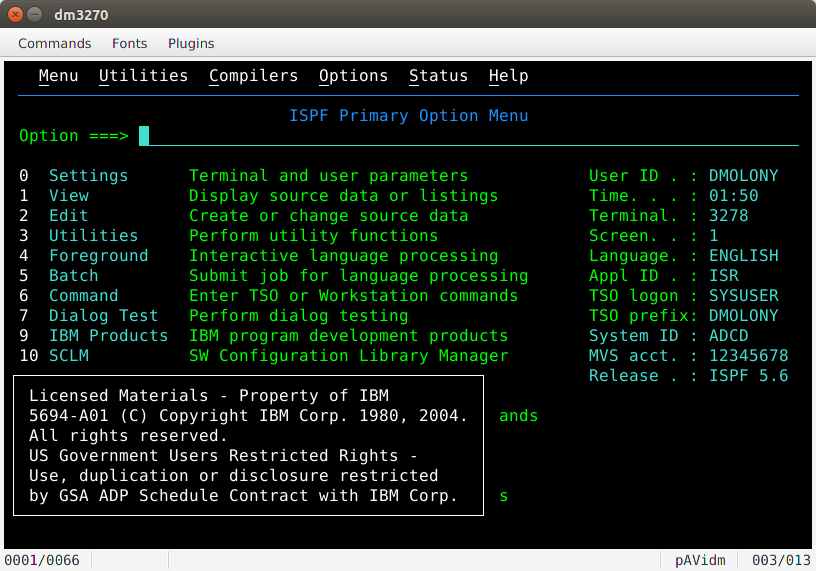 dm3270
Commands Fonts Plugins
Menu Utilities Compilers Options Status Help
ISPF Primary Option Menu
Option ===>
0 Settings Terminal and user parameters User ID . : DMOLONY
1 View Display source data or listings Time. . . : 01:50
2 Edit Create or change source data Terminal. : 3278
3 Utilities Perform utility functions Screen. . : 1
4 Foreground Interactive language processing Language. : ENGLISH
5 Batch Submit job for language processing Appl ID . : ISR
6 Command Enter TSO or Workstation commands TSO logon : SYSUSER
7 Dialog Test Perform dialog testing TSO prefix: DMOLONY
9 IBM Products IBM program development products System ID : ADCD
10 SCLM SW Configuration Library Manager MVS acct. : 12345678
Release . : ISPF 5.6
Licensed Materials - Property of IBM
5694-A01 (C) Copyright IBM Corp. 1980, 2004. ands
All rights reserved.
US Government Users Restricted Rights -
Use, duplication or disclosure restricted
by GSA ADP Schedule Contract with IBM Corp. s
0001/0066 pAVidm 003/013